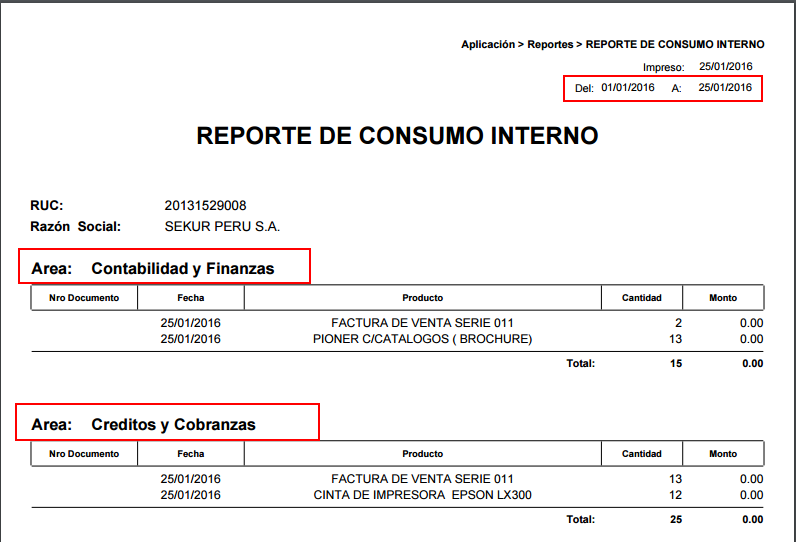 Aplicación > Reportes > REPORTE DE CONSUMO INTERNO
Impreso: 25/01/2016
Del: 01/01/2016 A: 25/01/2016
REPORTE DE CONSUMO INTERNO
RUC: 20131529008
Razón Social: SEKUR PERU S.A.
Area: Contabilidad y Finanzas
Nro Documento Fecha Producto Cantidad Monto
25/01/2016 FACTURA DE VENTA SERIE 011 2 0.00
25/01/2016 PIONER C/CATALOGOS ( BROCHURE) 13 0.00
Total: 15 0.00
Area: Creditos y Cobranzas
Nro Documento Fecha Producto Cantidad Monto
25/01/2016 FACTURA DE VENTA SERIE 011 13 0.00
25/01/2016 CINTA DE IMPRESORA EPSON LX300 12 0.00
Total: 25 0.00